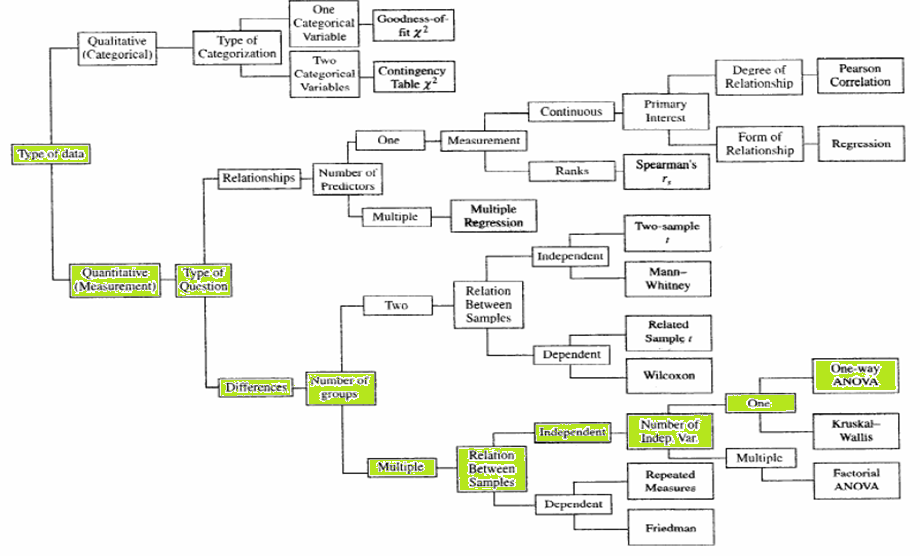 One
Categorical
Variable
Goodness-of-
fit χ²
Qualitative
(Categorical)
Type of
Categorization
Two
Categorical
Variables
Contingency
Table χ²
Degree of
Relationship
Pearson
Correlation
Continuous
Primary
Interest
One
Measurement
Form of
Relationship
Regression
Type of data
Relationships
Number of
Predictors
Ranks
Spearman's
rₛ
Multiple
Multiple
Regression
Two-sample
t
Independent
Quantitative
(Measurement)
Type of
Question
Mann–
Whitney
Two
Relation
Between
Samples
Related
Sample t
Dependent
Wilcoxon
Differences
Number of
groups
One-way
ANOVA
One
Independent
Number of
Indep. Var.
Kruskal–
Wallis
Multiple
Relation
Between
Samples
Multiple
Repeated
Measures
Factorial
ANOVA
Dependent
Friedman